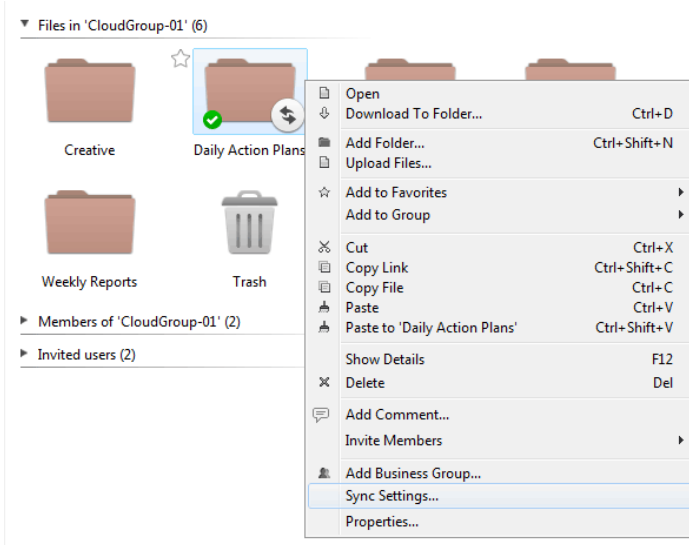 Files in 'CloudGroup-01' (6)
Creative
Daily Action Plans
Weekly Reports
Trash
Members of 'CloudGroup-01' (2)
Invited users (2)
Open
Download To Folder... Ctrl+D
Add Folder... Ctrl+Shift+N
Upload Files...
Add to Favorites
Add to Group
Cut Ctrl+X
Copy Link Ctrl+Shift+C
Copy File Ctrl+C
Paste Ctrl+V
Paste to 'Daily Action Plans' Ctrl+Shift+V
Show Details F12
Delete Del
Add Comment...
Invite Members
Add Business Group...
Sync Settings...
Properties...